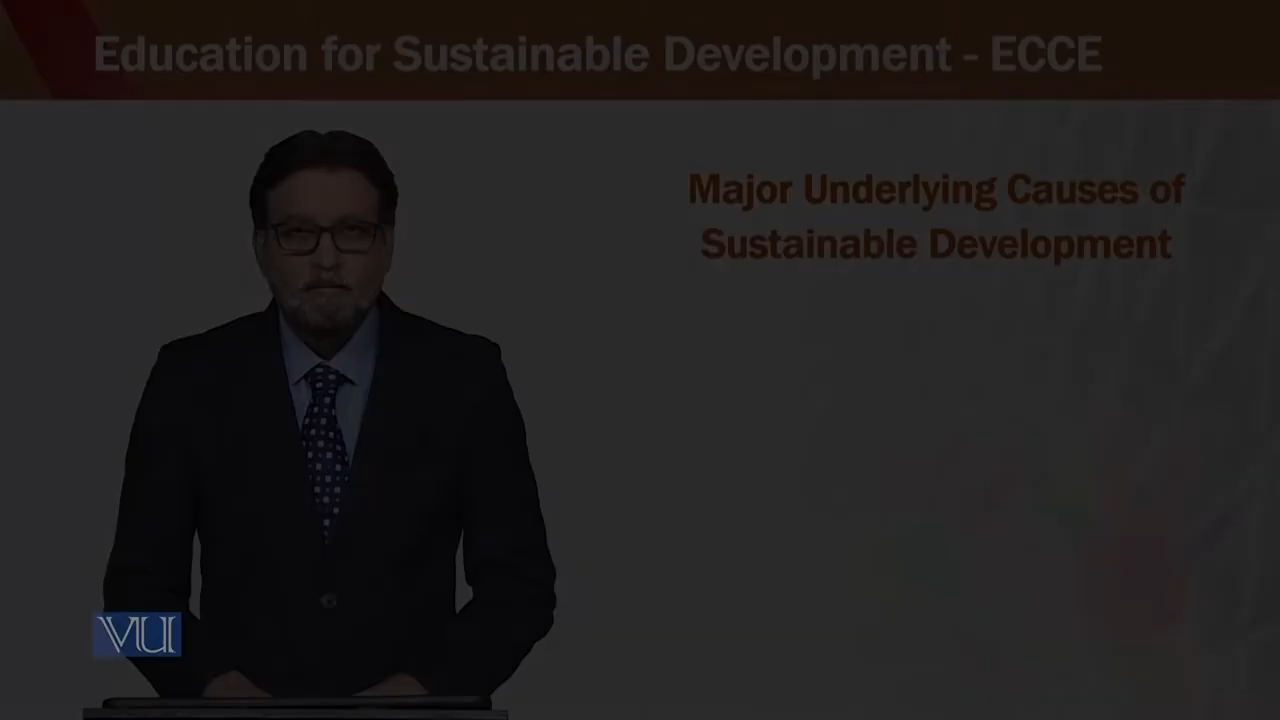 Education for Sustainable Development - ECCE
Major Underlying Causes of
Sustainable Development
VU